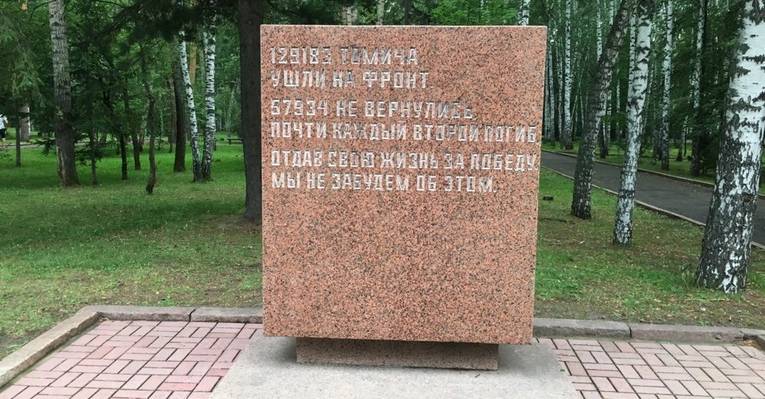 129183 ТОМИЧА
УШЛИ НА ФРОНТ
57934 НЕ ВЕРНУЛИСЬ,
ПОЧТИ КАЖДЫЙ ВТОРОЙ ПОГИБ
ОТДАВ СВОЮ ЖИЗНЬ ЗА ПОБЕДУ.
МЫ НЕ ЗАБУДЕМ ОБ ЭТОМ.